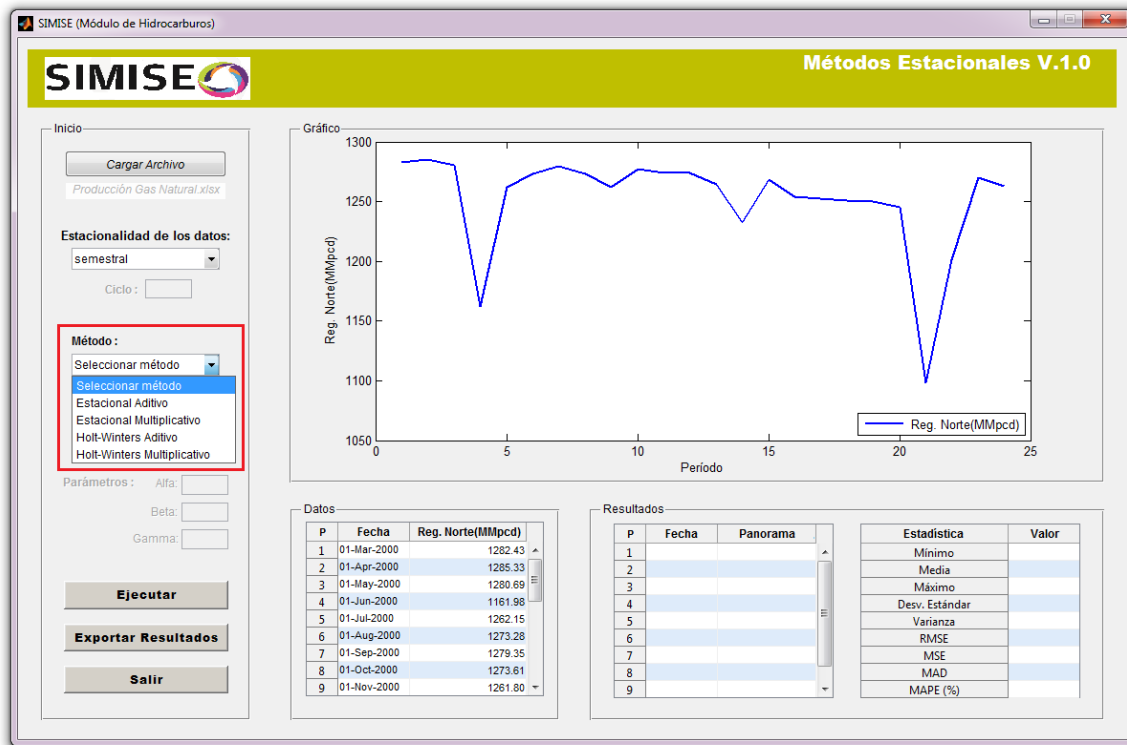 SIMISE (Módulo de Hidrocarburos)
SIMISE
Métodos Estacionales V.1.0
Inicio
Cargar Archivo
Producción Gas Natural.xlsx
Estacionalidad de los datos:
semestral
Ciclo :
Método :
Seleccionar método
Seleccionar método
Estacional Aditivo
Estacional Multiplicativo
Holt-Winters Aditivo
Holt-Winters Multiplicativo
Parámetros : Alfa:
Beta:
Gamma:
Ejecutar
Exportar Resultados
Salir
Gráfico
Reg. Norte(MMpcd)
1300
1250
1200
1150
1100
1050
0 5 10 15 20 25
Período
Reg. Norte(MMpcd)
Datos
P Fecha Reg. Norte(MMpcd)
1 01-Mar-2000 1282.43
2 01-Apr-2000 1285.33
3 01-May-2000 1280.69
4 01-Jun-2000 1161.98
5 01-Jul-2000 1262.15
6 01-Aug-2000 1273.28
7 01-Sep-2000 1279.35
8 01-Oct-2000 1273.61
9 01-Nov-2000 1261.80
Resultados
P Fecha Panorama
1
2
3
4
5
6
7
8
9
Estadística Valor
Mínimo
Media
Máximo
Desv. Estándar
Varianza
RMSE
MSE
MAD
MAPE (%)